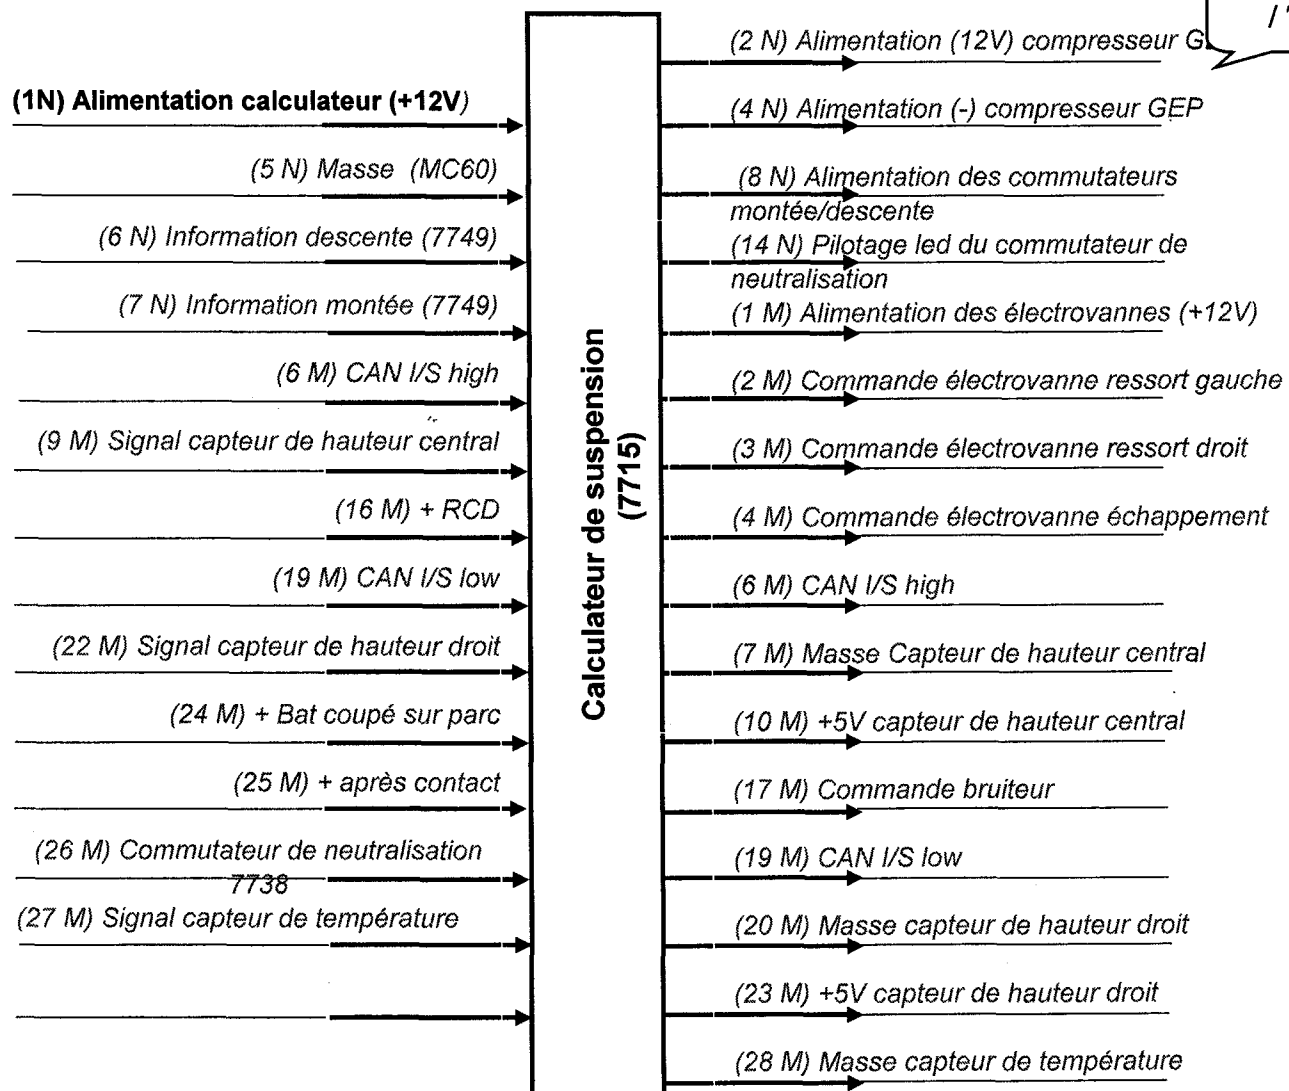 (1N) Alimentation calculateur (+12V)
(5 N) Masse (MC60)
(6 N) Information descente (7749)
(7 N) Information montée (7749)
(6 M) CAN I/S high
(9 M) Signal capteur de hauteur central
(16 M) + RCD
(19 M) CAN I/S low
(22 M) Signal capteur de hauteur droit
(24 M) + Bat coupé sur parc
(25 M) + après contact
(26 M) Commutateur de neutralisation
7738
(27 M) Signal capteur de température
Calculateur de suspension
(7715)
(2 N) Alimentation (12V) compresseur
(4 N) Alimentation (-) compresseur GEP
(8 N) Alimentation des commutateurs
montée/descente
(14 N) Pilotage led du commutateur de
neutralisation
(1 M) Alimentation des électrovannes (+12V)
(2 M) Commande électrovanne ressort gauche
(3 M) Commande électrovanne ressort droit
(4 M) Commande électrovanne échappement
(6 M) CAN I/S high
(7 M) Masse Capteur de hauteur central
(10 M) +5V capteur de hauteur central
(17 M) Commande bruiteur
(19 M) CAN I/S low
(20 M) Masse capteur de hauteur droit
(23 M) +5V capteur de hauteur droit
(28 M) Masse capteur de température